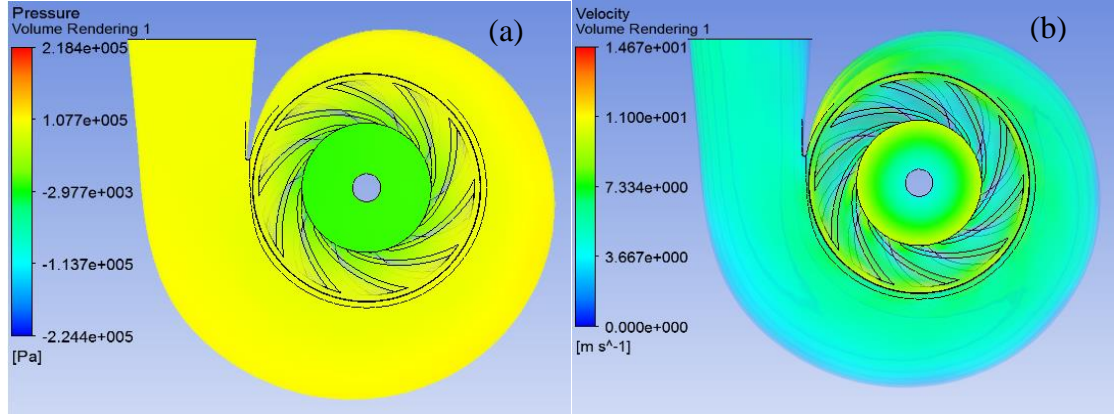 Pressure
Volume Rendering 1
(a)
2.184e+005
1.077e+005
-2.977e+003
-1.137e+005
-2.244e+005
[Pa]
Velocity
Volume Rendering 1
(b)
1.467e+001
1.100e+001
7.334e+000
3.667e+000
0.000e+000
[m s^-1]